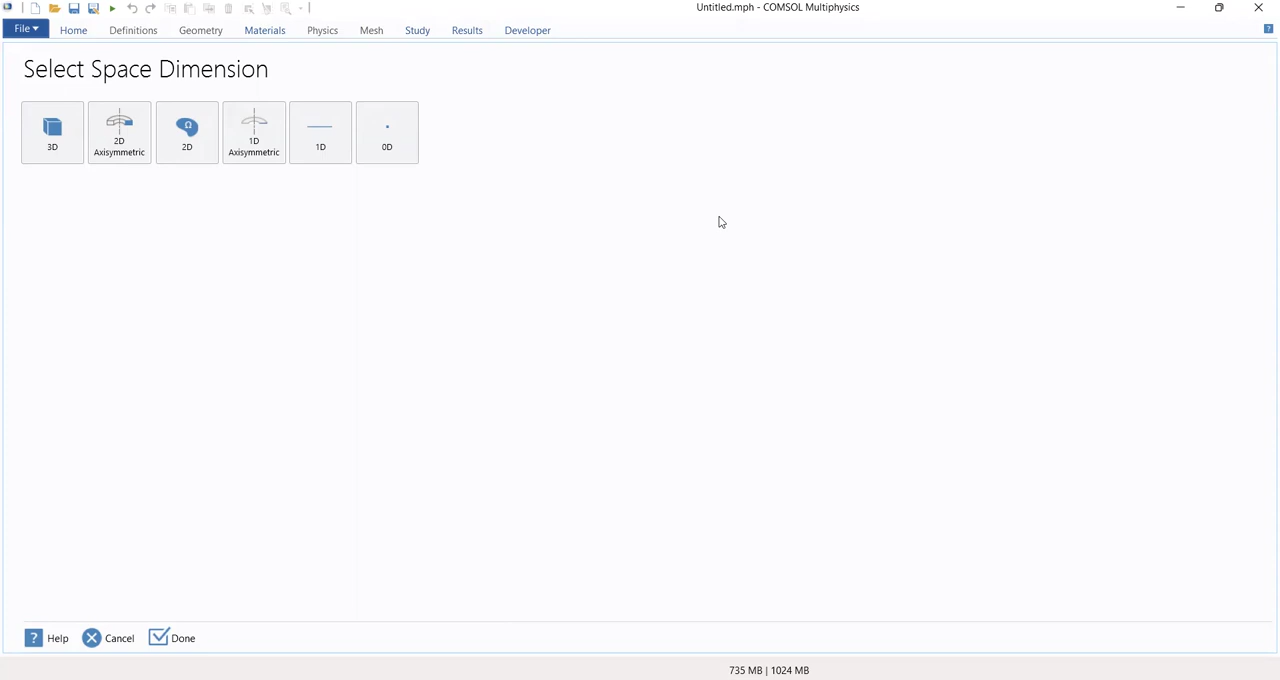 Untitled.mph - COMSOL Multiphysics
File Home Definitions Geometry Materials Physics Mesh Study Results Developer ?
Select Space Dimension
3D
2D
Axisymmetric
Ω
2D
1D
Axisymmetric
1D
0D
? Help Cancel Done
735 MB | 1024 MB